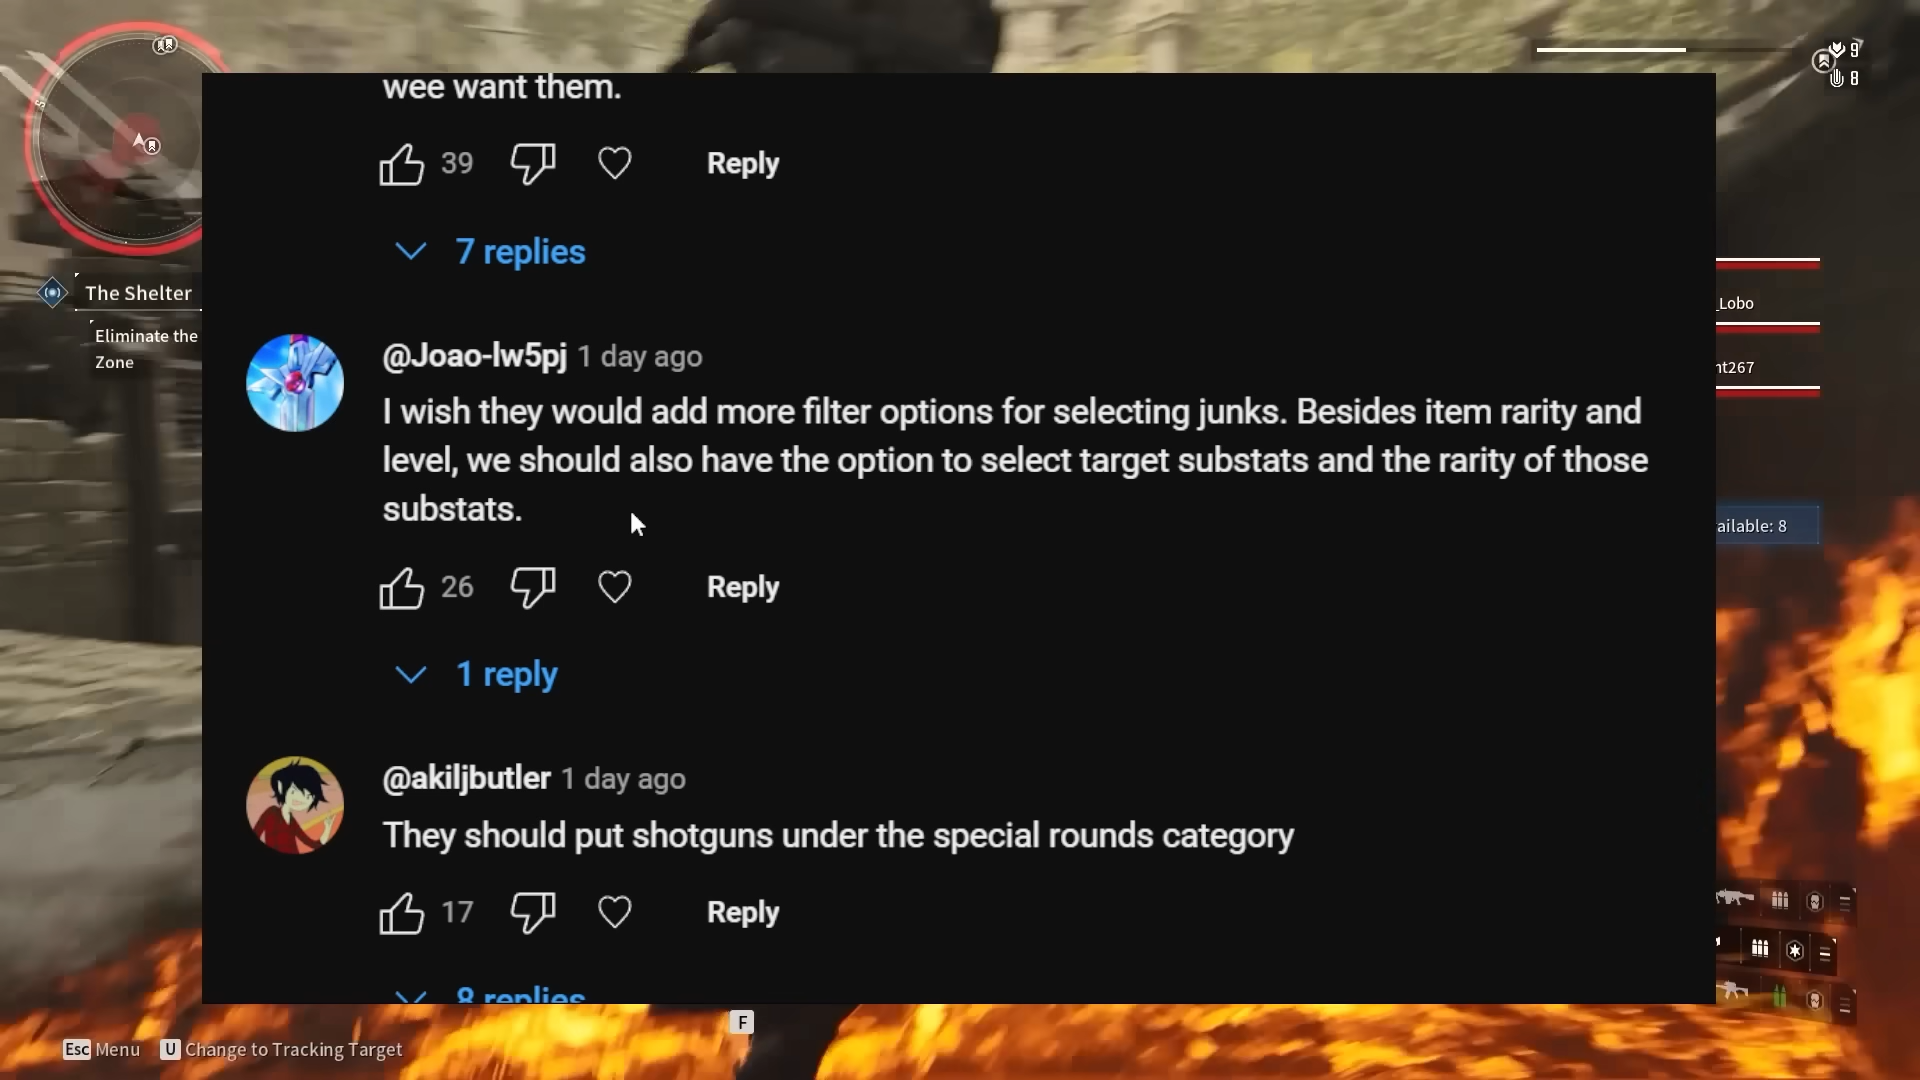 9
8
wee want them.
39
Reply
7 replies
The Shelter
Eliminate the
Zone
_Lobo
nt267
@Joao-lw5pj 1 day ago
I wish they would add more filter options for selecting junks. Besides item rarity and
level, we should also have the option to select target substats and the rarity of those
substats.
ailable: 8
26
Reply
1 reply
@akiljbutler 1 day ago
They should put shotguns under the special rounds category
17
Reply
8 replies
F
Esc Menu U Change to Tracking Target